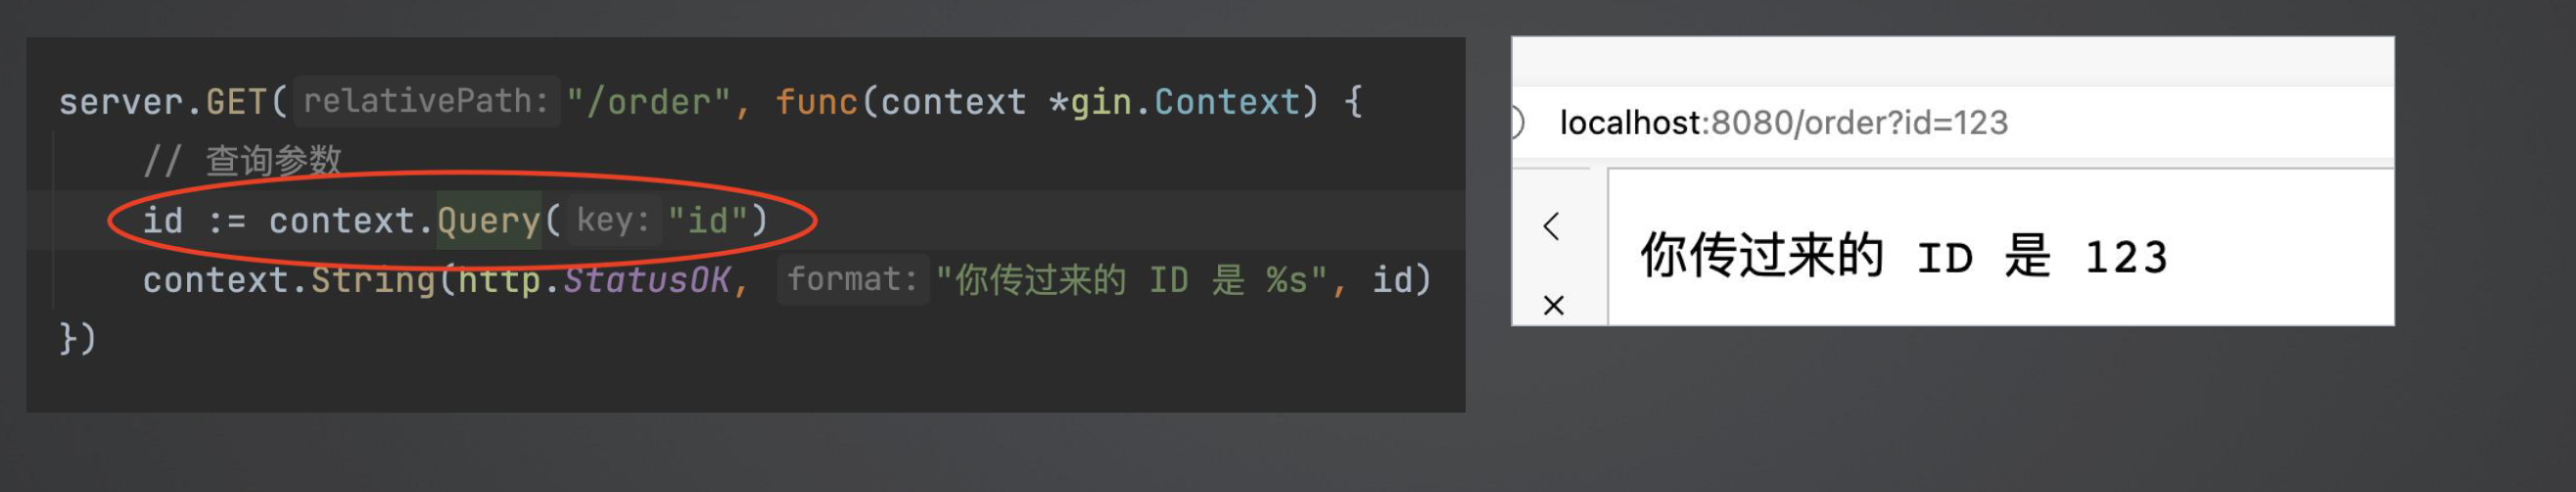 server.GET( relativePath: "/order", func(context *gin.Context) {
// 查询参数
id := context.Query( key: "id")
context.String(http.StatusOK, format: "你传过来的 ID 是 %s", id)
})
localhost:8080/order?id=123
你传过来的 ID 是 123